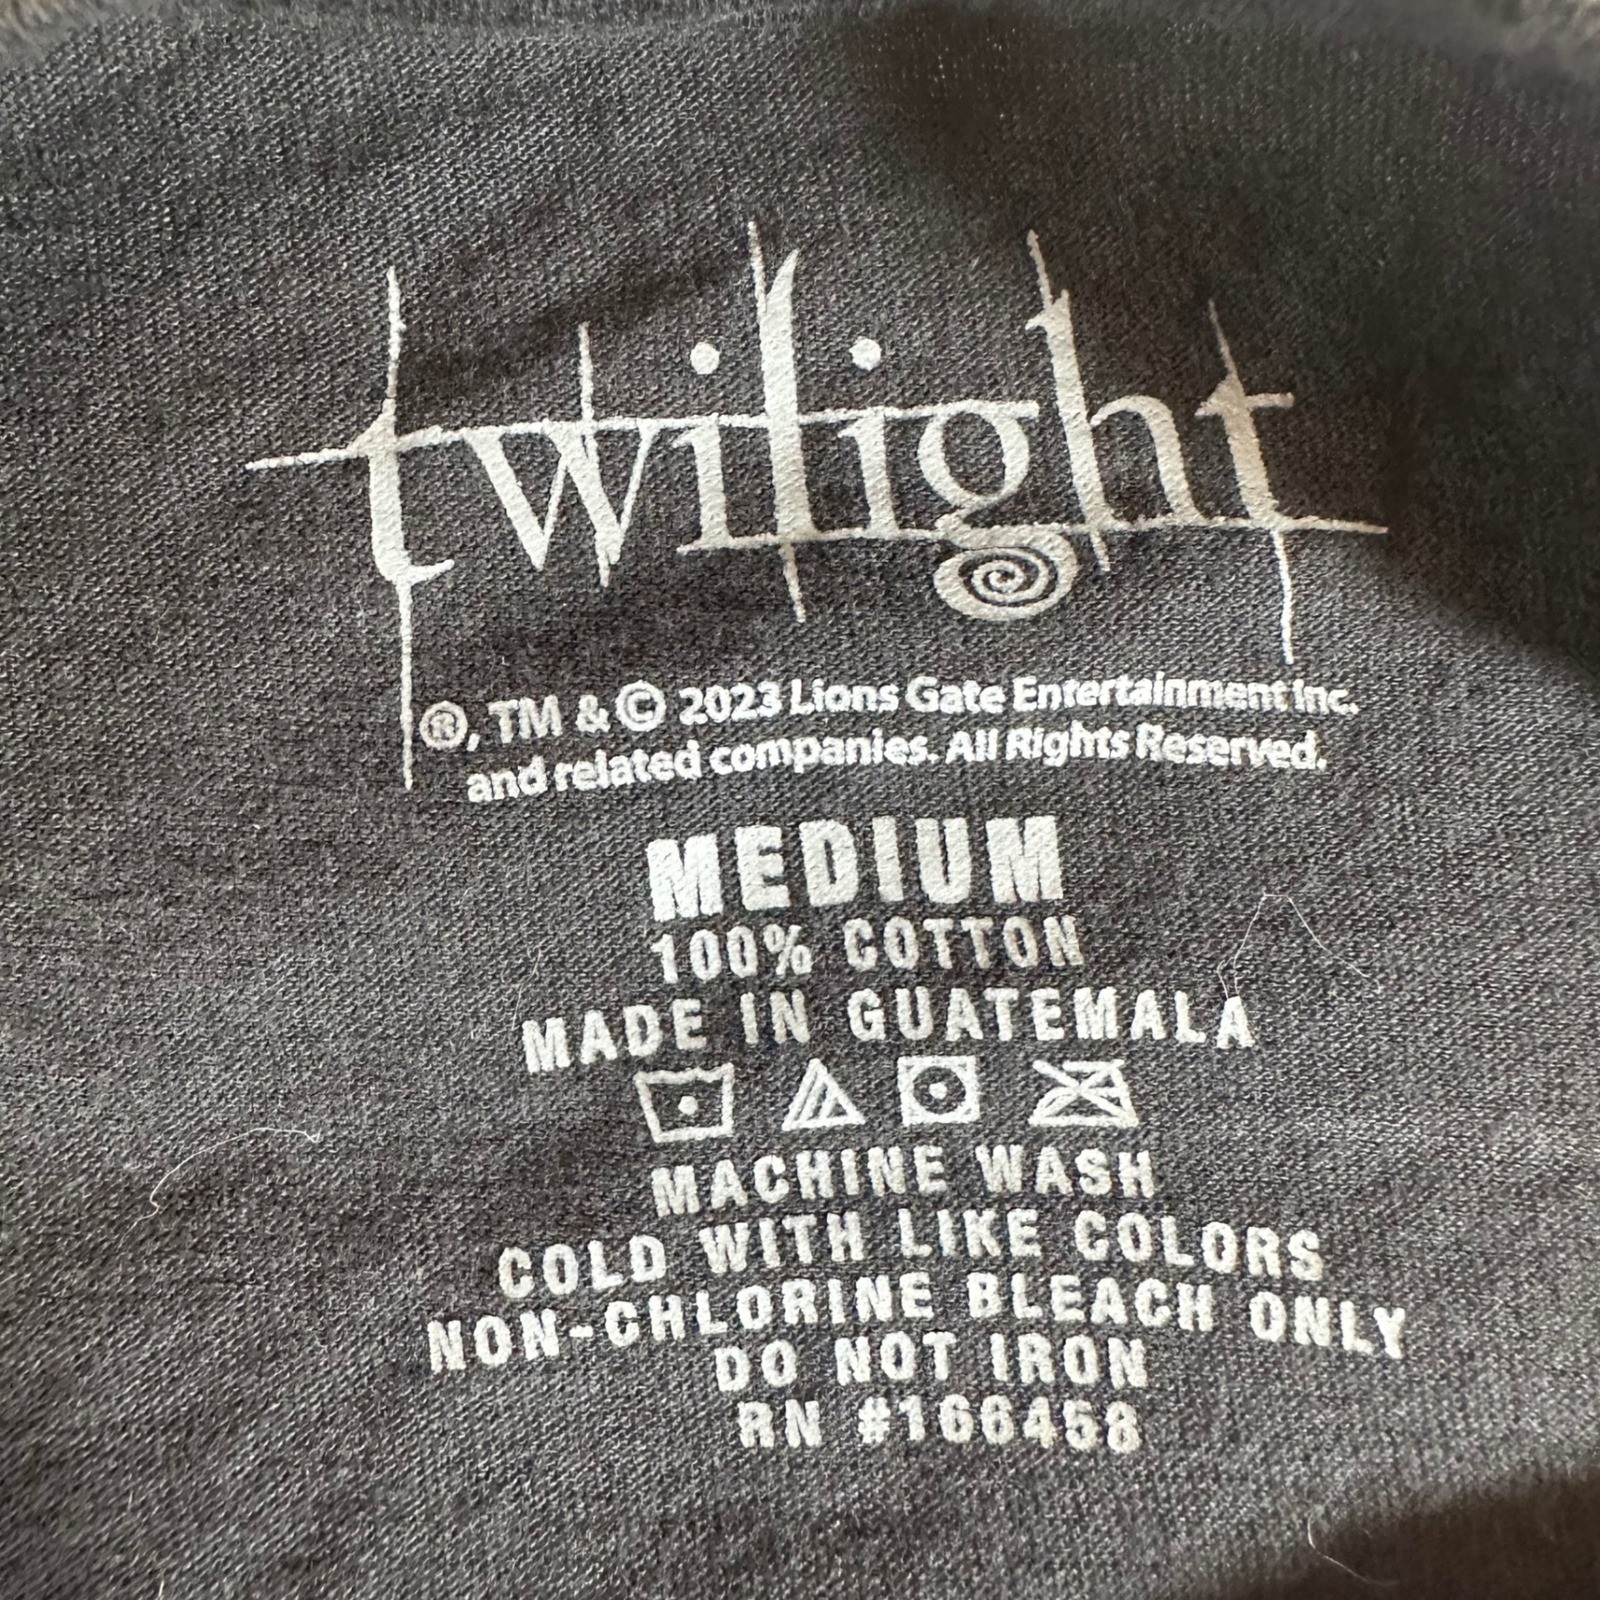 twilight
®, TM & © 2023 Lions Gate Entertainment Inc.
and related companies. All Rights Reserved.
MEDIUM
100% COTTON
MADE IN GUATEMALA
MACHINE WASH
COLD WITH LIKE COLORS
NON-CHLORINE BLEACH ONLY
DO NOT IRON
RN #166458